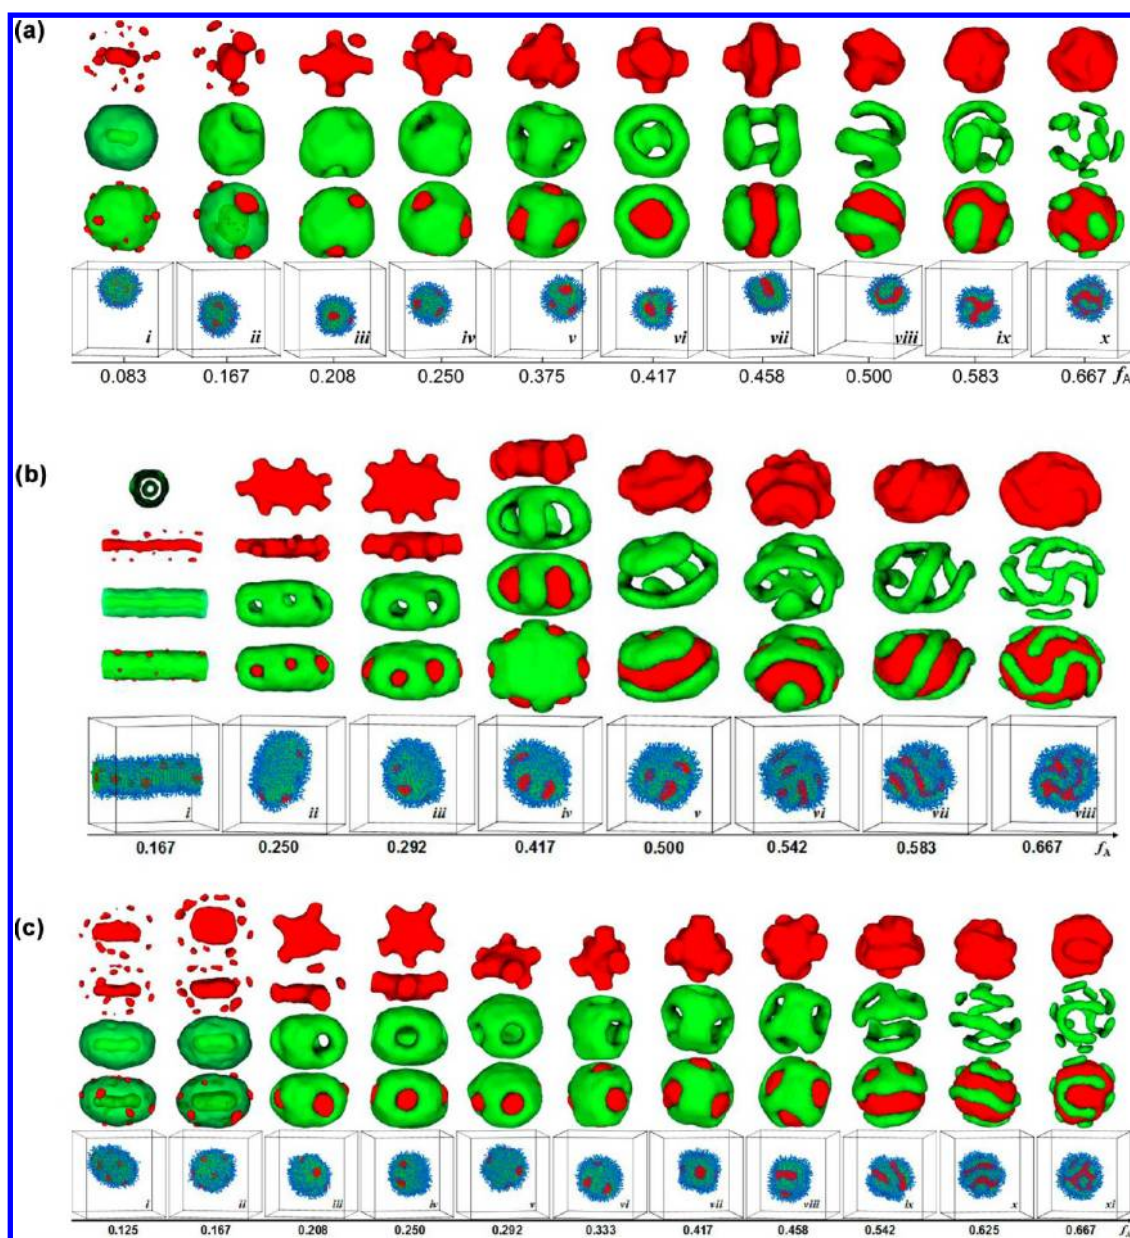 (a)
i ii iii iv v vi vii viii ix x
0.083 0.167 0.208 0.250 0.375 0.417 0.458 0.500 0.583 0.667 fA
(b)
i ii iii iv v vi vii viii
0.167 0.250 0.292 0.417 0.500 0.542 0.583 0.667 fA
(c)
i ii iii iv v vi vii viii ix x xi
0.125 0.167 0.208 0.250 0.292 0.333 0.417 0.458 0.542 0.625 0.667 fA